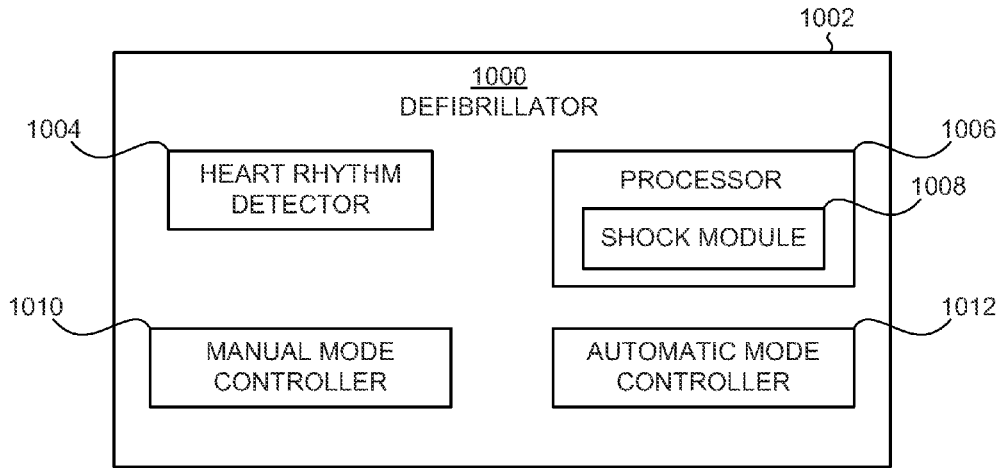 1002
1000
DEFIBRILLATOR
1004
HEART RHYTHM
DETECTOR
1006
PROCESSOR
1008
SHOCK MODULE
1010
MANUAL MODE
CONTROLLER
1012
AUTOMATIC MODE
CONTROLLER